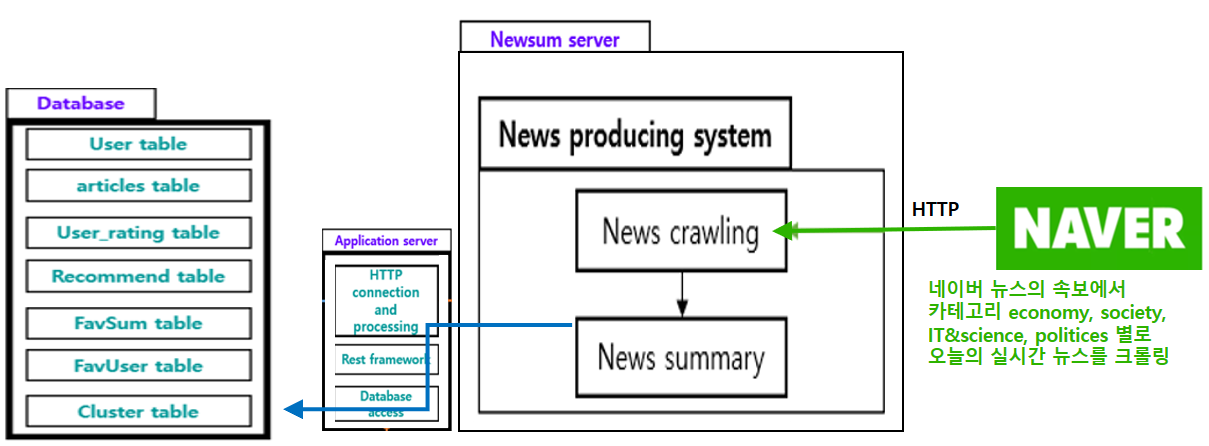 Database
User table
articles table
User_rating table
Recommend table
FavSum table
FavUser table
Cluster table
Application server
HTTP
connection
and
processing
Rest framework
Database
access
Newsum server
News producing system
News crawling
News summary
HTTP
NAVER
네이버 뉴스의 속보에서
카테고리 economy, society,
IT&science, politices 별로
오늘의 실시간 뉴스를 크롤링